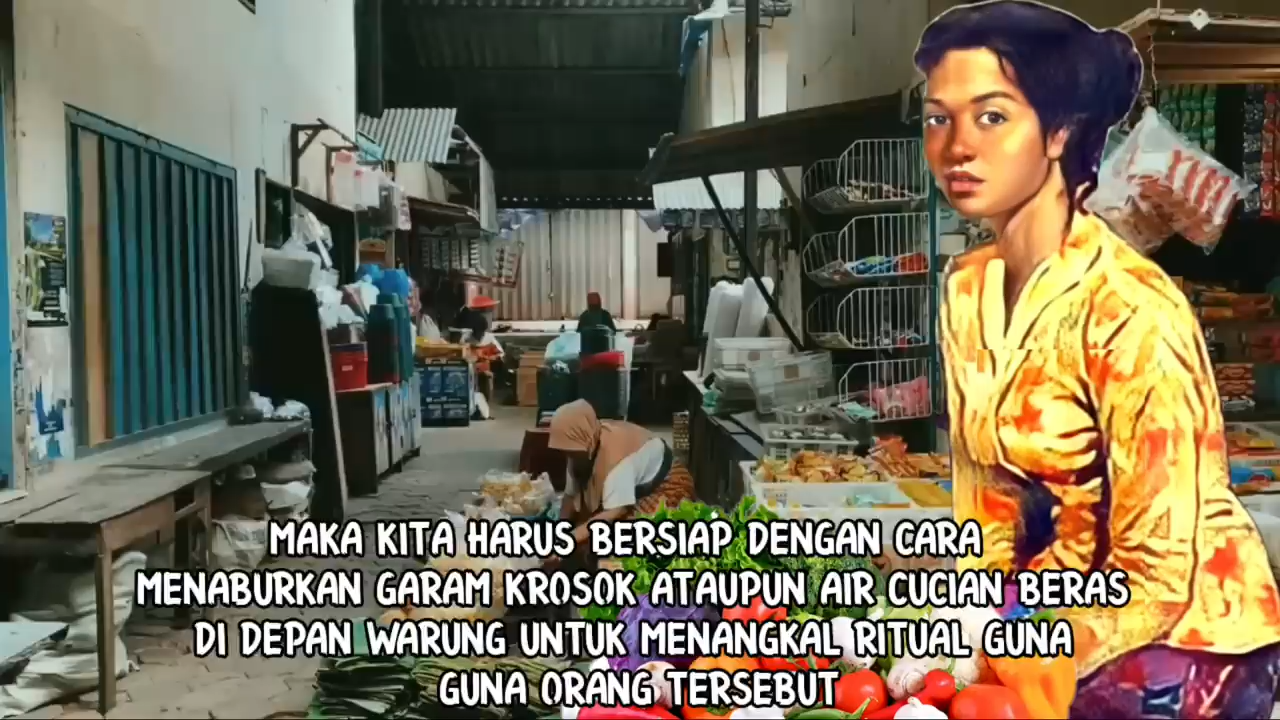 MAKA KITA HARUS BERSIAP DENGAN CARA
MENABURKAN GARAM KROSOK ATAUPUN AIR CUCIAN BERAS
DI DEPAN WARUNG UNTUK MENANGKAL RITUAL GUNA
GUNA ORANG TERSEBUT